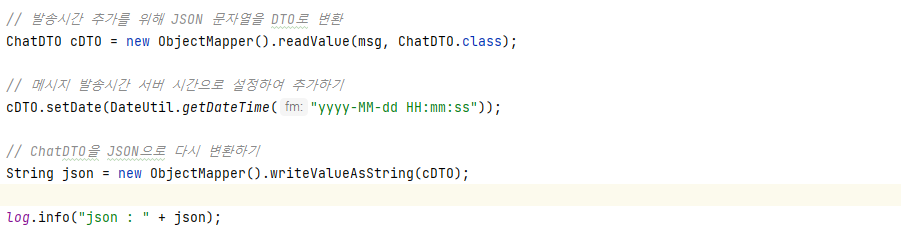 // 발송시간 추가를 위해 JSON 문자열을 DTO로 변환
ChatDTO cDTO = new ObjectMapper().readValue(msg, ChatDTO.class);
// 메시지 발송시간 서버 시간으로 설정하여 추가하기
cDTO.setDate(DateUtil.getDateTime( fm: "yyyy-MM-dd HH:mm:ss"));
// ChatDTO을 JSON으로 다시 변환하기
String json = new ObjectMapper().writeValueAsString(cDTO);
log.info("json : " + json);